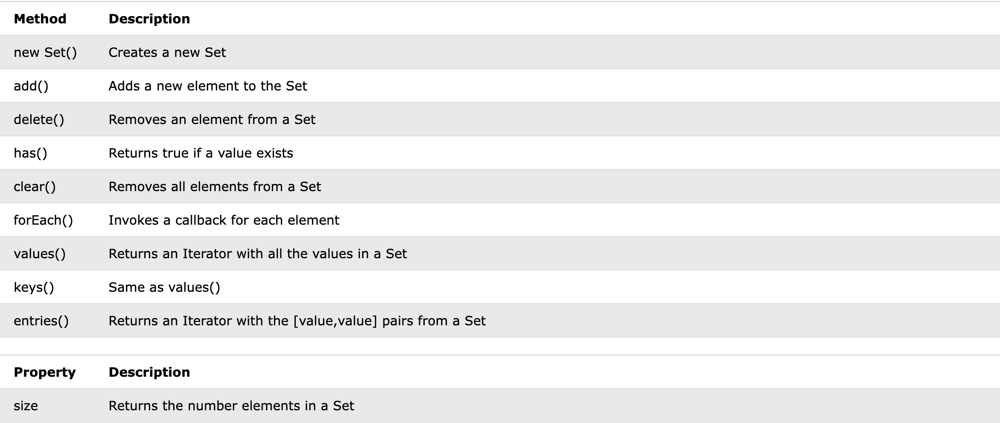 Method Description
new Set() Creates a new Set
add() Adds a new element to the Set
delete() Removes an element from a Set
has() Returns true if a value exists
clear() Removes all elements from a Set
forEach() Invokes a callback for each element
values() Returns an Iterator with all the values in a Set
keys() Same as values()
entries() Returns an Iterator with the [value,value] pairs from a Set
Property Description
size Returns the number elements in a Set